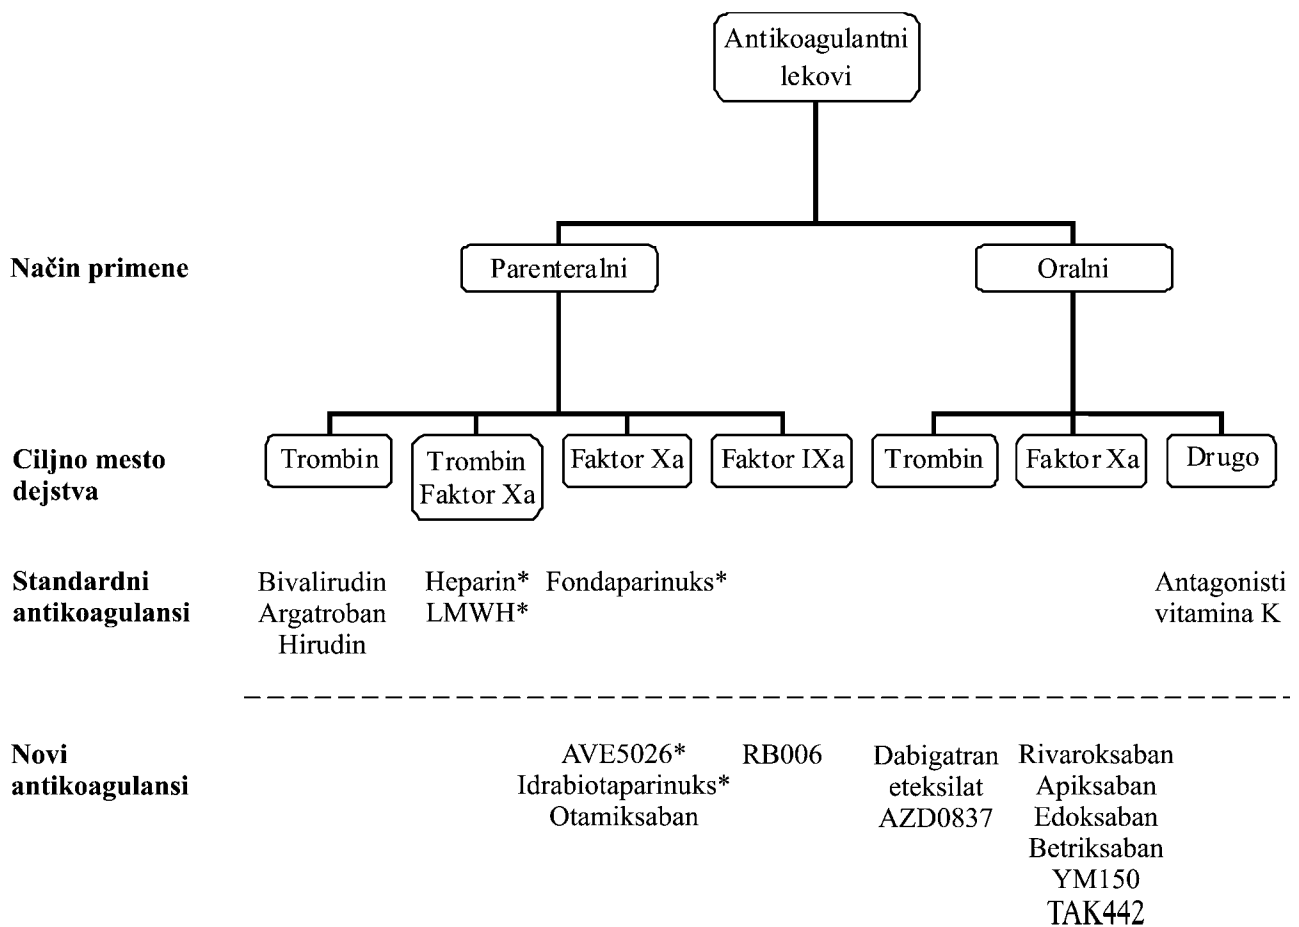 Antikoagulantni
lekovi
Način primene
Parenteralni
Oralni
Ciljno mesto
dejstva
Trombin
Trombin
Faktor Xa
Faktor Xa
Faktor IXa
Trombin
Faktor Xa
Drugo
Standardni
antikoagulansi
Bivalirudin
Argatroban
Hirudin
Heparin*
LMWH*
Fondaparinuks*
Antagonisti
vitamina K
Novi
antikoagulansi
AVE5026*
Idrabiotaparinuks*
Otamiksaban
RB006
Dabigatran
eteksilat
AZD0837
Rivaroksaban
Apiksaban
Edoksaban
Betriksaban
YM150
TAK442